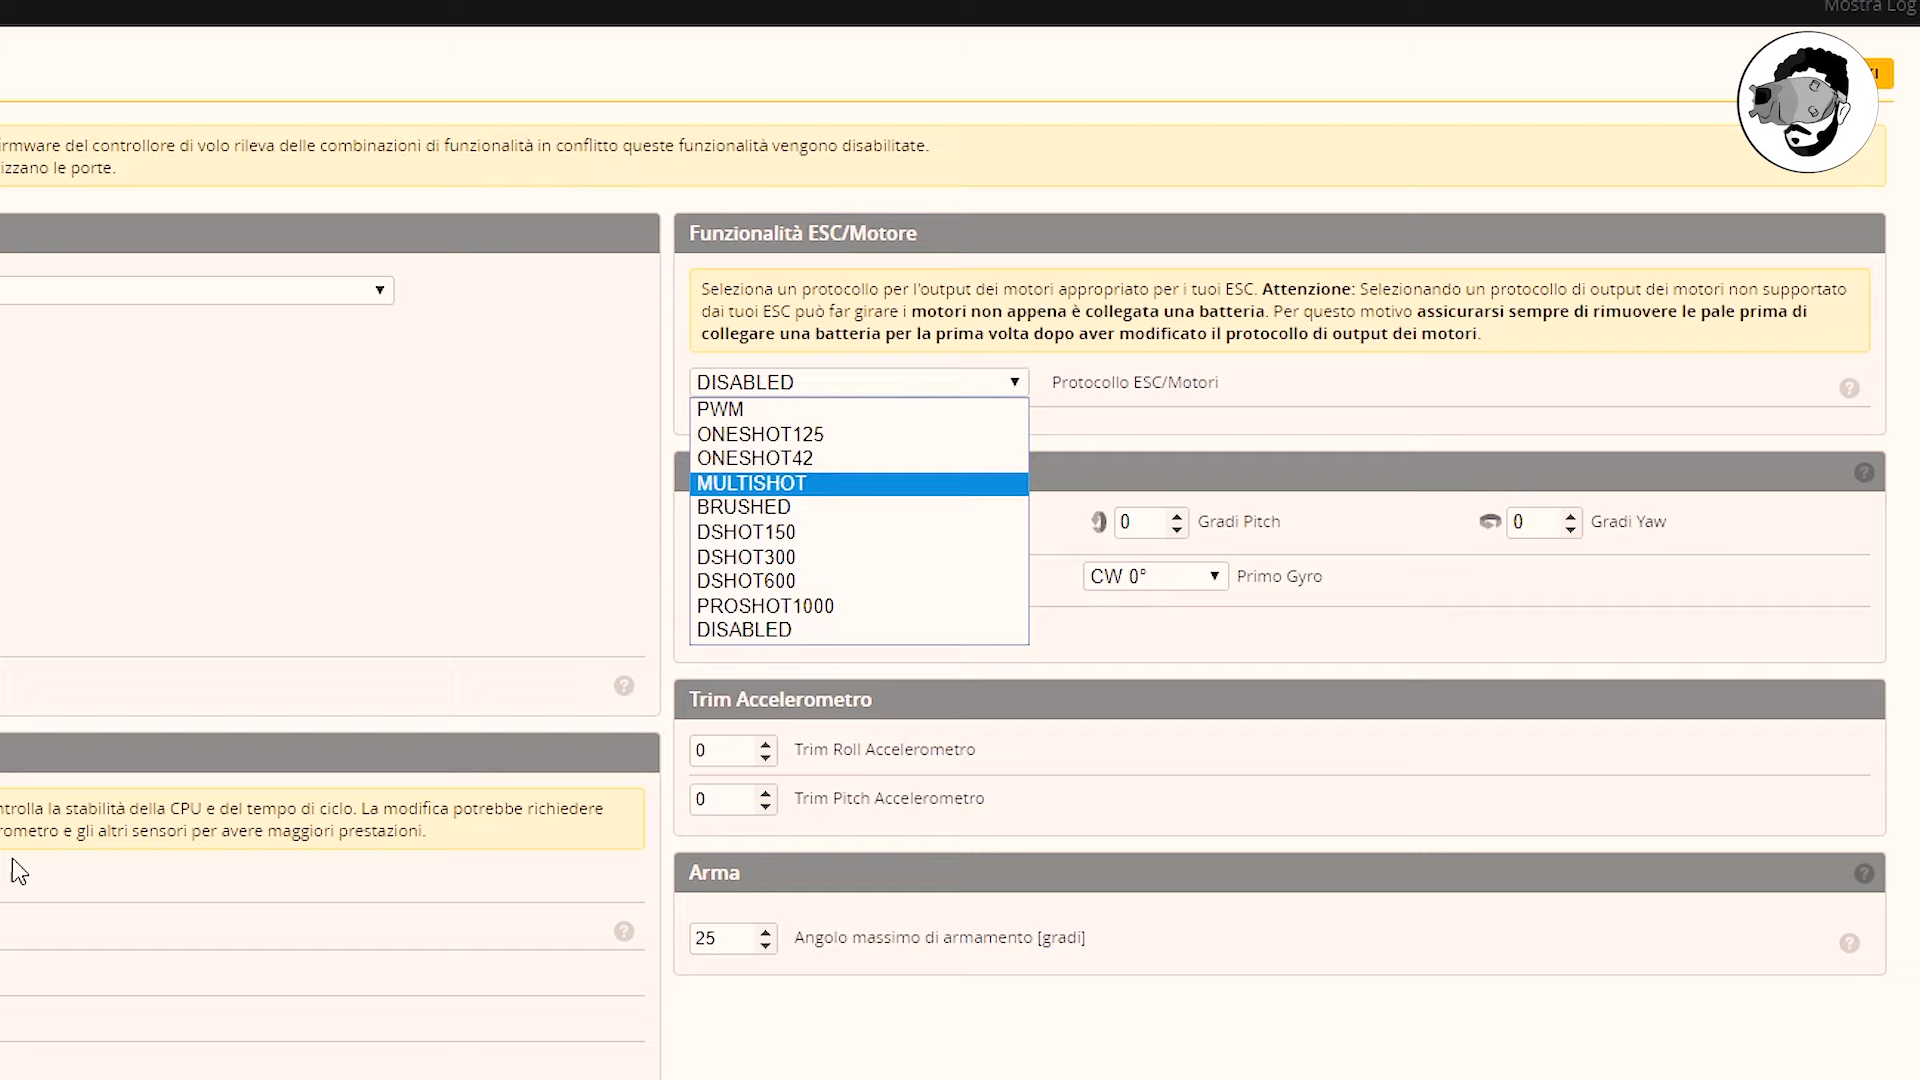 Mostra Log
irmware del controllore di volo rileva delle combinazioni di funzionalità in conflitto queste funzionalità vengono disabilitate.
izzano le porte.
Funzionalità ESC/Motore
Seleziona un protocollo per l'output dei motori appropriato per i tuoi ESC. Attenzione: Selezionando un protocollo di output dei motori non supportato
dai tuoi ESC può far girare i motori non appena è collegata una batteria. Per questo motivo assicurarsi sempre di rimuovere le pale prima di
collegare una batteria per la prima volta dopo aver modificato il protocollo di output dei motori.
DISABLED Protocollo ESC/Motori
PWM
ONESHOT125
ONESHOT42
MULTISHOT
BRUSHED
DSHOT150
DSHOT300
DSHOT600
PROSHOT1000
DISABLED
0 Gradi Pitch
0 Gradi Yaw
CW 0° Primo Gyro
Trim Accelerometro
0 Trim Roll Accelerometro
0 Trim Pitch Accelerometro
ntrolla la stabilità della CPU e del tempo di ciclo. La modifica potrebbe richiedere
rometro e gli altri sensori per avere maggiori prestazioni.
Arma
25 Angolo massimo di armamento [gradi]